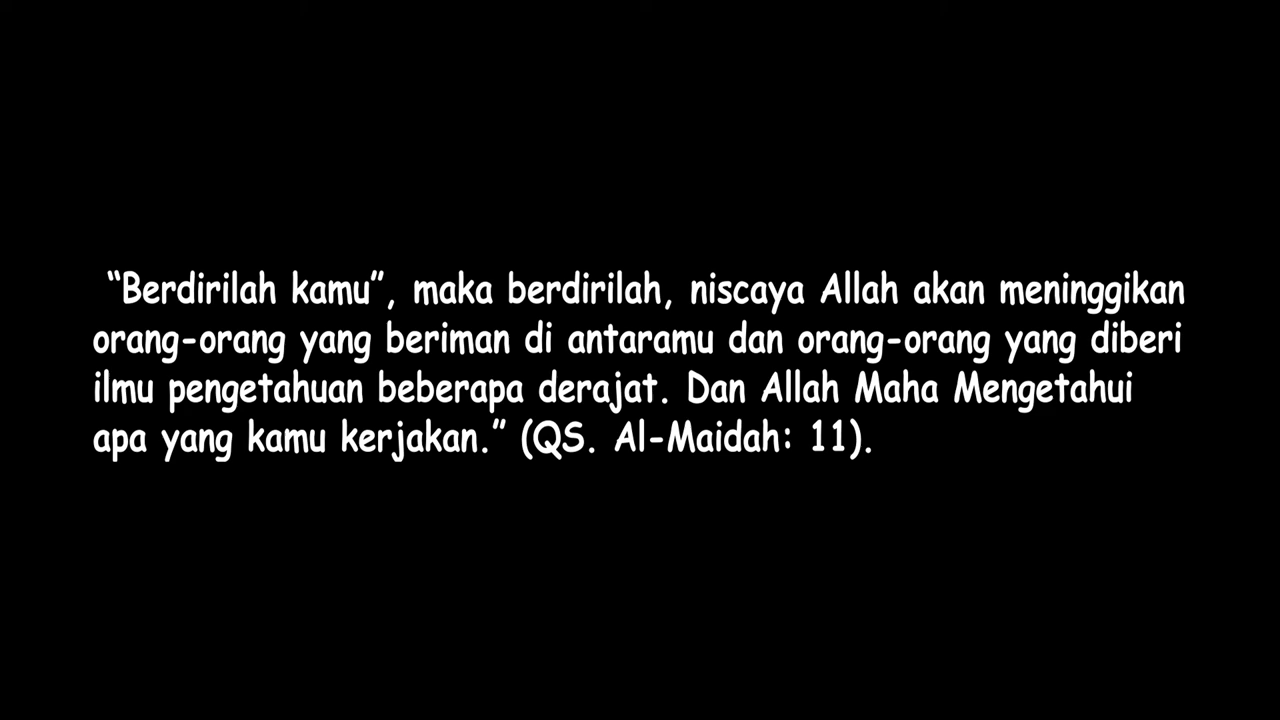 “Berdirilah kamu”, maka berdirilah, niscaya Allah akan meninggikan
orang-orang yang beriman di antaramu dan orang-orang yang diberi
ilmu pengetahuan beberapa derajat. Dan Allah Maha Mengetahui
apa yang kamu kerjakan.” (QS. Al-Maidah: 11).